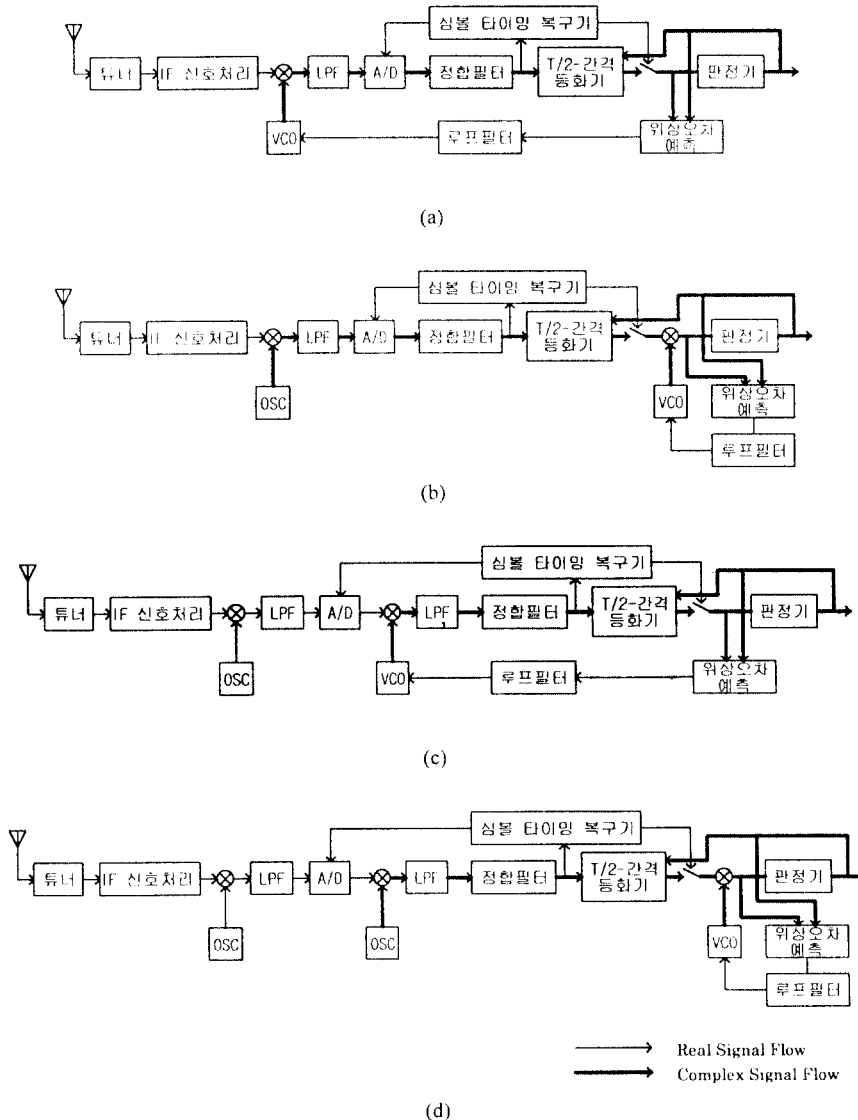 심볼 타이밍 복구기
튜너
IF 신호처리
LPF
A/D
정합필터
T/2-간격
등화기
판정기
VCO
루프필터
위상오차
예측
(a)
심볼 타이밍 복구기
튜너
IF 신호처리
LPF
A/D
정합필터
T/2-간격
등화기
판정기
OSC
VCO
위상오차
예측
루프필터
(b)
심볼 타이밍 복구기
튜너
IF 신호처리
LPF
A/D
LPF
정합필터
T/2-간격
등화기
판정기
OSC
VCO
루프필터
위상오차
예측
(c)
심볼 타이밍 복구기
튜너
IF 신호처리
LPF
A/D
LPF
정합필터
T/2-간격
등화기
판정기
OSC
OSC
VCO
위상오차
예측
루프필터
Real Signal Flow
Complex Signal Flow
(d)